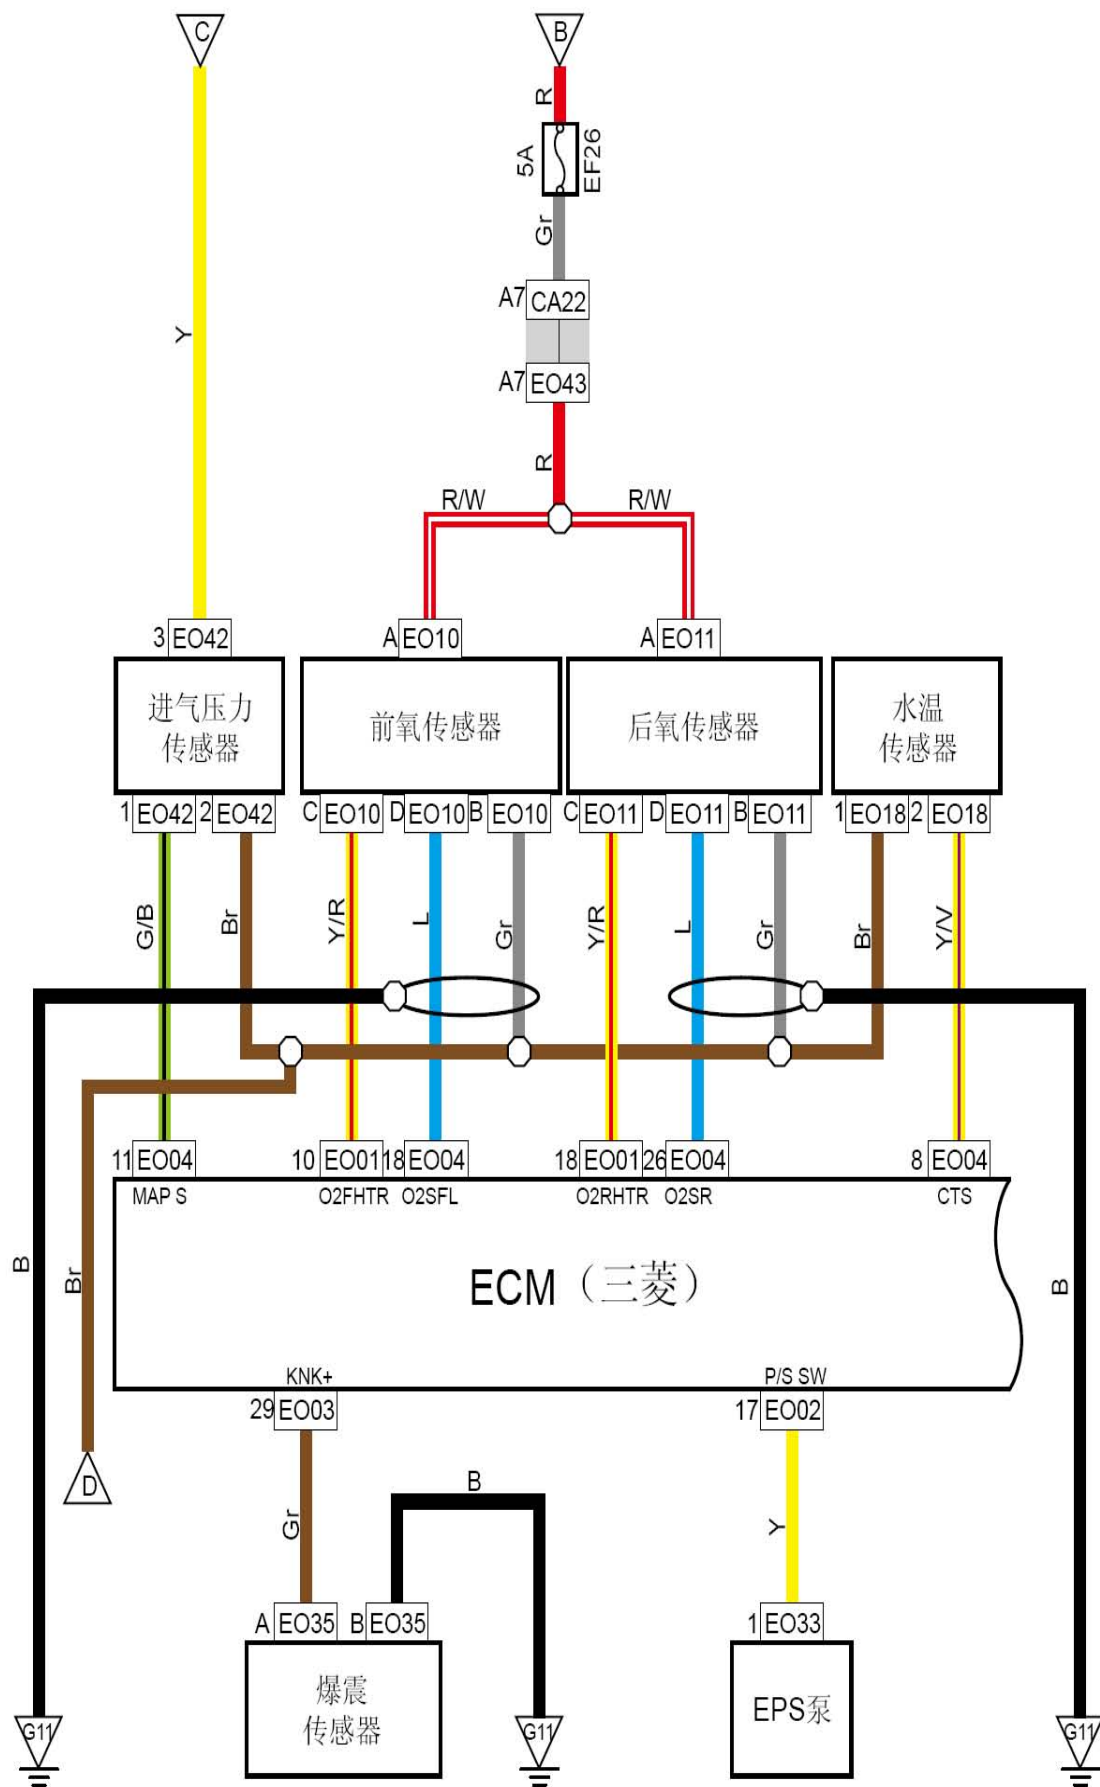 C
B
R
5A
EF26
Gr
A7 CA22
A7 EO43
Y
R
R/W
R/W
3 EO42
A EO10
A EO11
进气压力
传感器
前氧传感器
后氧传感器
水温
传感器
1 EO42 2 EO42 C EO10 D EO10 B EO10 C EO11 D EO11 B EO11 1 EO18 2 EO18
G/B
Br
Y/R
L
Gr
Y/R
L
Gr
Br
Y/V
11 EO04 10 EO01 18 EO04 18 EO01 26 EO04 8 EO04
MAP S O2FHTR O2SFL O2RHTR O2SR CTS
B
Br
ECM（三菱）
B
KNK+
P/S SW
29 EO03
17 EO02
D
B
Gr
Y
A EO35 B EO35
1 EO33
爆震
传感器
EPS泵
G11
G11
G11